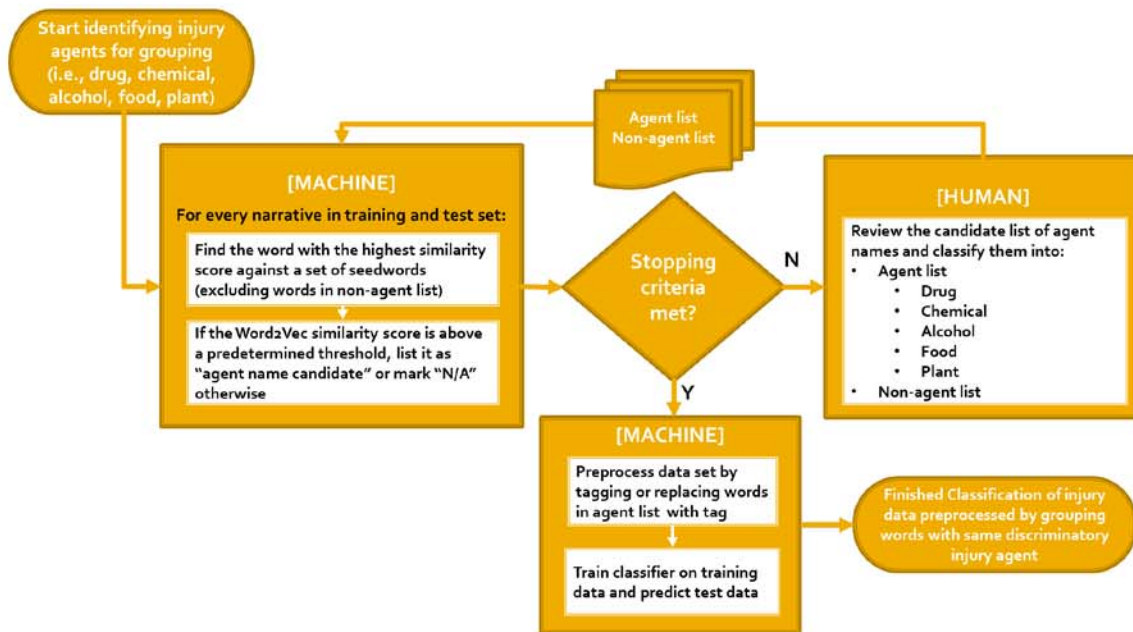 Start identifying injury
agents for grouping
(i.e., drug, chemical,
alcohol, food, plant)
Agent list
Non-agent list
[MACHINE]
For every narrative in training and test set:
Find the word with the highest similarity
score against a set of seedwords
(excluding words in non-agent list)
If the Word2Vec similarity score is above
a predetermined threshold, list it as
“agent name candidate” or mark “N/A”
otherwise
Stopping
criteria
met?
N
Y
[HUMAN]
Review the candidate list of agent
names and classify them into:
• Agent list
• Drug
• Chemical
• Alcohol
• Food
• Plant
• Non-agent list
[MACHINE]
Preprocess data set by
tagging or replacing words
in agent list with tag
Train classifier on training
data and predict test data
Finished Classification of injury
data preprocessed by grouping
words with same discriminatory
injury agent